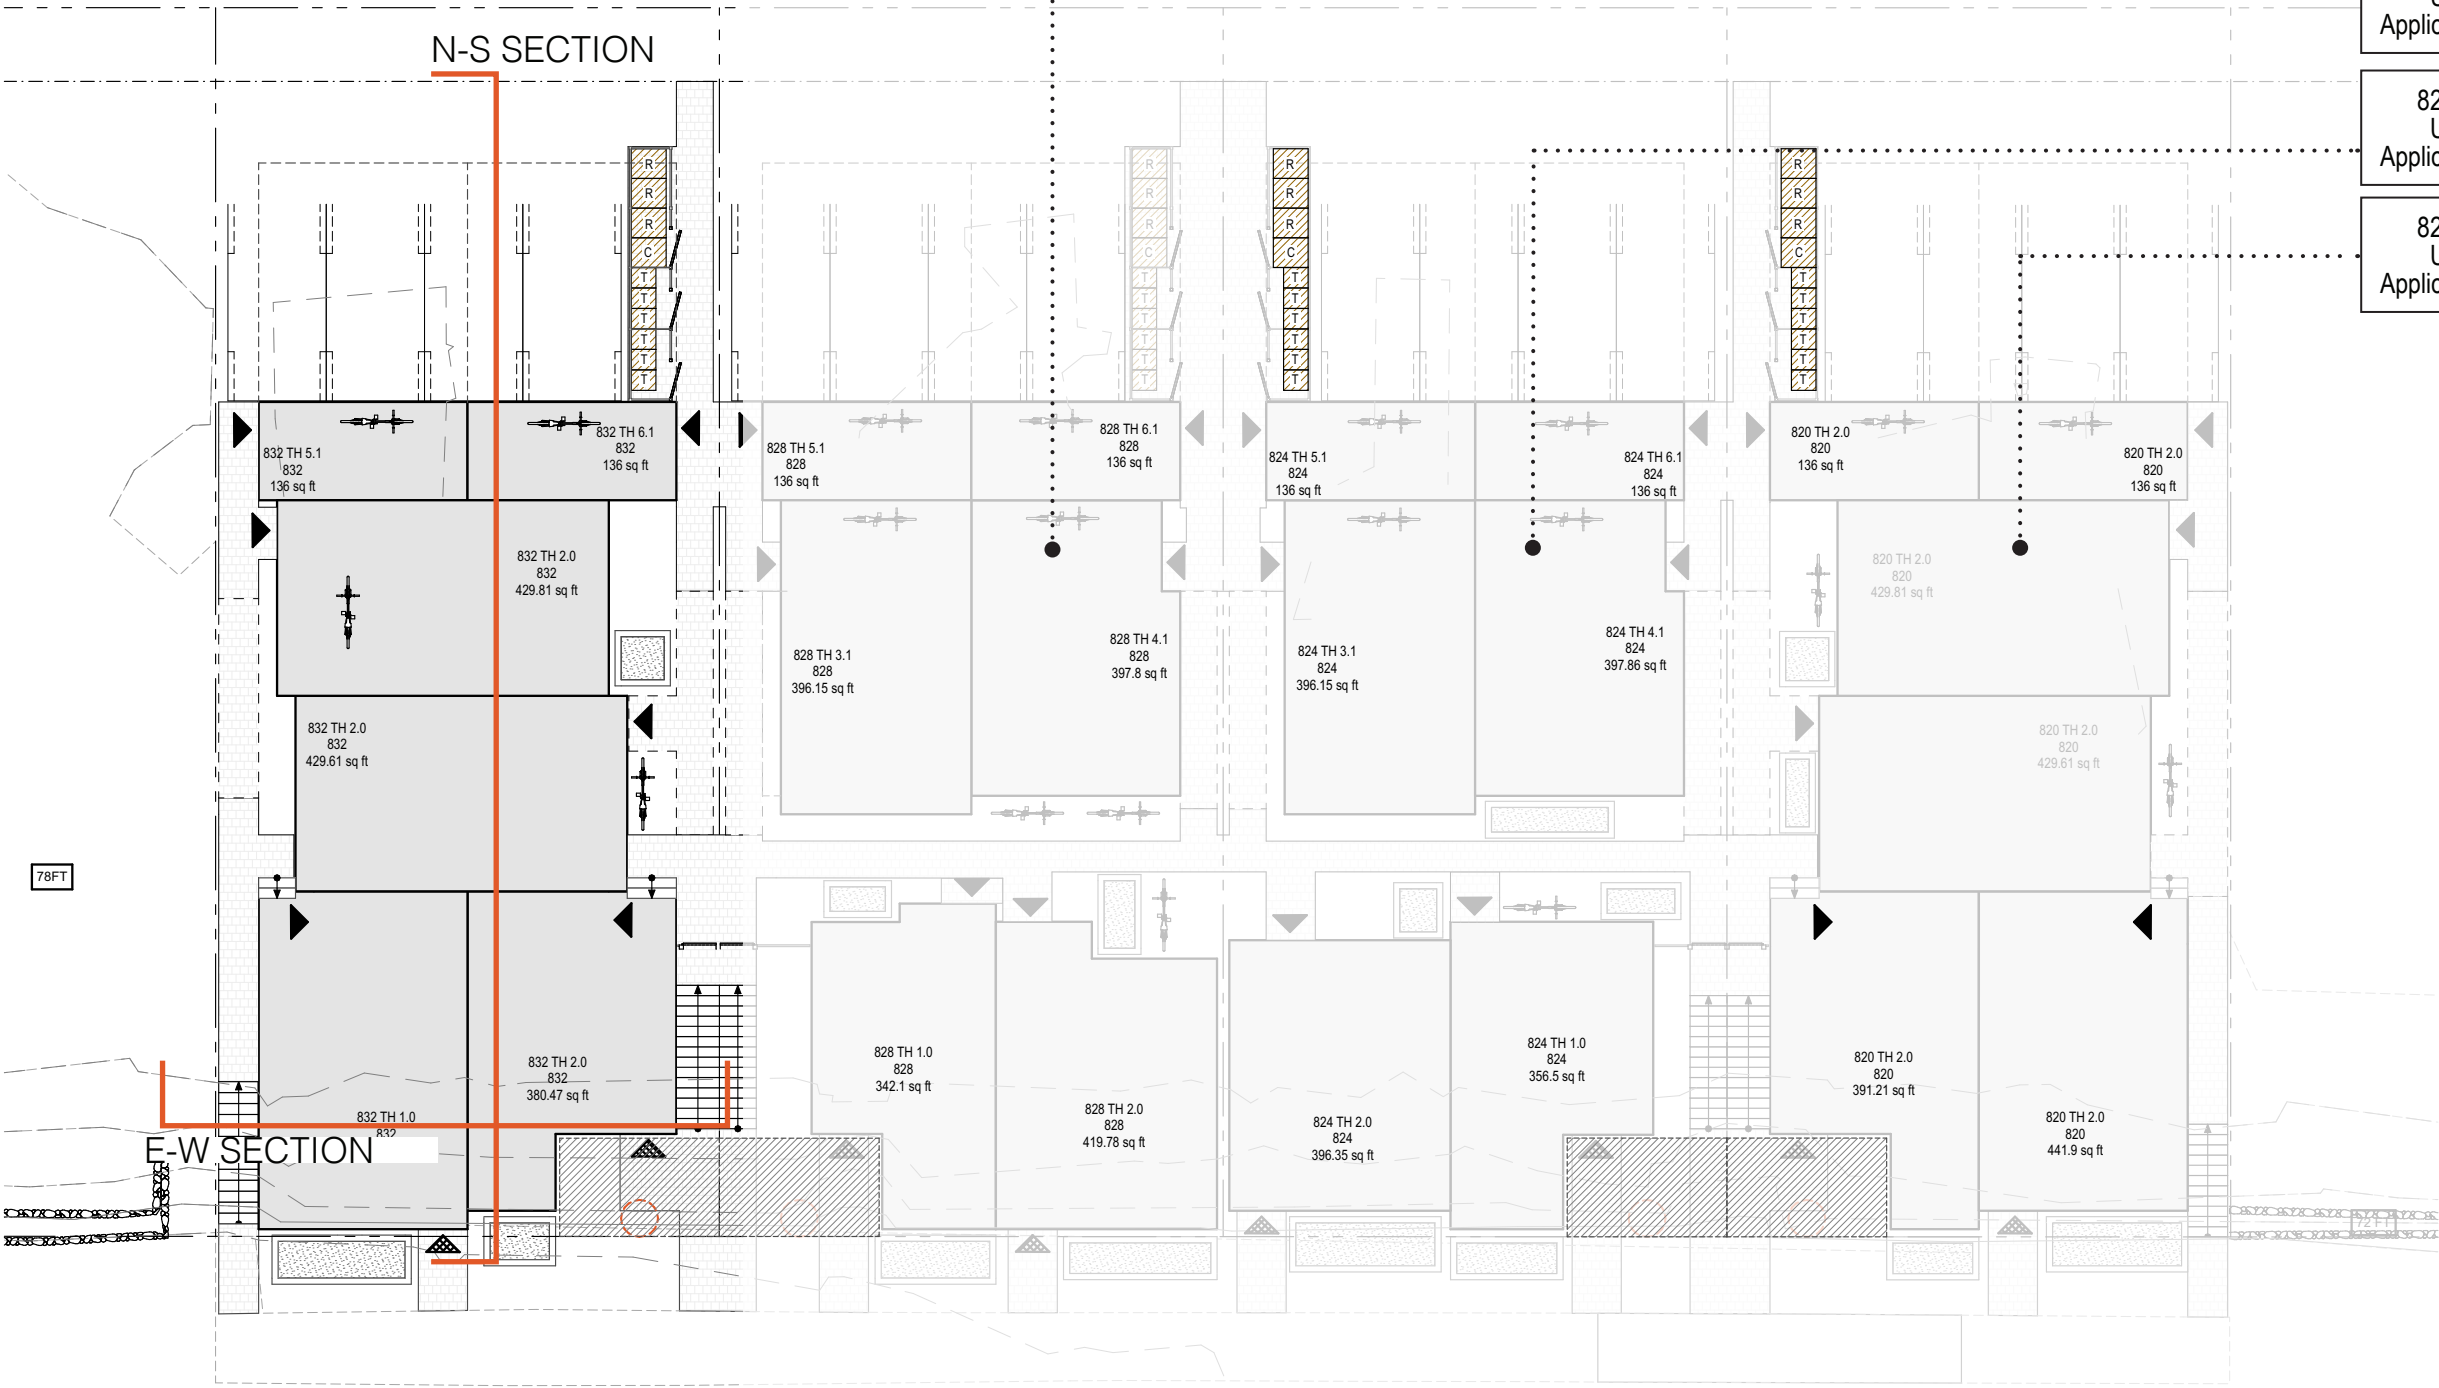 Applic
N-S SECTION
82
U
Applic
82
U
Applic
R
R
R
C
T
T
T
T
T
T
R
R
R
C
T
T
T
T
T
T
R
R
R
C
T
T
T
T
T
T
R
R
R
C
T
T
T
T
T
T
832 TH 5.1
832
136 sq ft
832 TH 6.1
832
136 sq ft
828 TH 5.1
828
136 sq ft
828 TH 6.1
828
136 sq ft
824 TH 5.1
824
136 sq ft
824 TH 6.1
824
136 sq ft
820 TH 2.0
820
136 sq ft
820 TH 2.0
820
136 sq ft
832 TH 2.0
832
429.81 sq ft
820 TH 2.0
820
429.81 sq ft
828 TH 3.1
828
396.15 sq ft
828 TH 4.1
828
397.8 sq ft
824 TH 3.1
824
396.15 sq ft
824 TH 4.1
824
397.86 sq ft
832 TH 2.0
832
429.61 sq ft
820 TH 2.0
820
429.61 sq ft
78FT
832 TH 1.0
832
832 TH 2.0
832
380.47 sq ft
828 TH 1.0
828
342.1 sq ft
828 TH 2.0
828
419.78 sq ft
824 TH 2.0
824
396.35 sq ft
824 TH 1.0
824
356.5 sq ft
820 TH 2.0
820
391.21 sq ft
820 TH 2.0
820
441.9 sq ft
E-W SECTION
72 FT